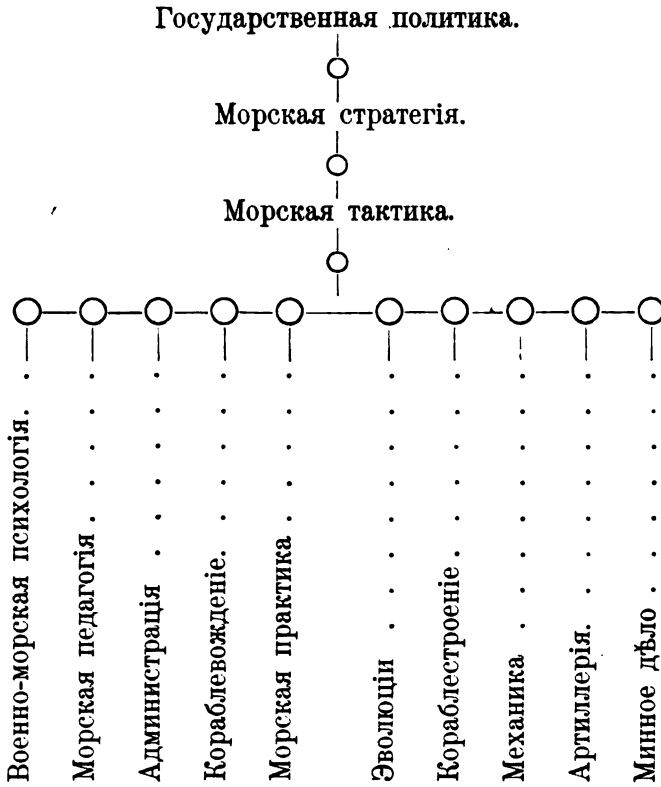 Государственная политика.
Морская стратегія.
Морская тактика.
Военно-морская психологія. .
Морская педагогія . . . . .
Администрація . . . . . .
Кораблевожденіе. . . . . .
Морская практика . . . . .
Эволюціи . . . . . . .
Кораблестроеніе . . . . .
Механика . . . . . . .
Артиллерія. . . . . . .
Минное дѣло . . . . . .